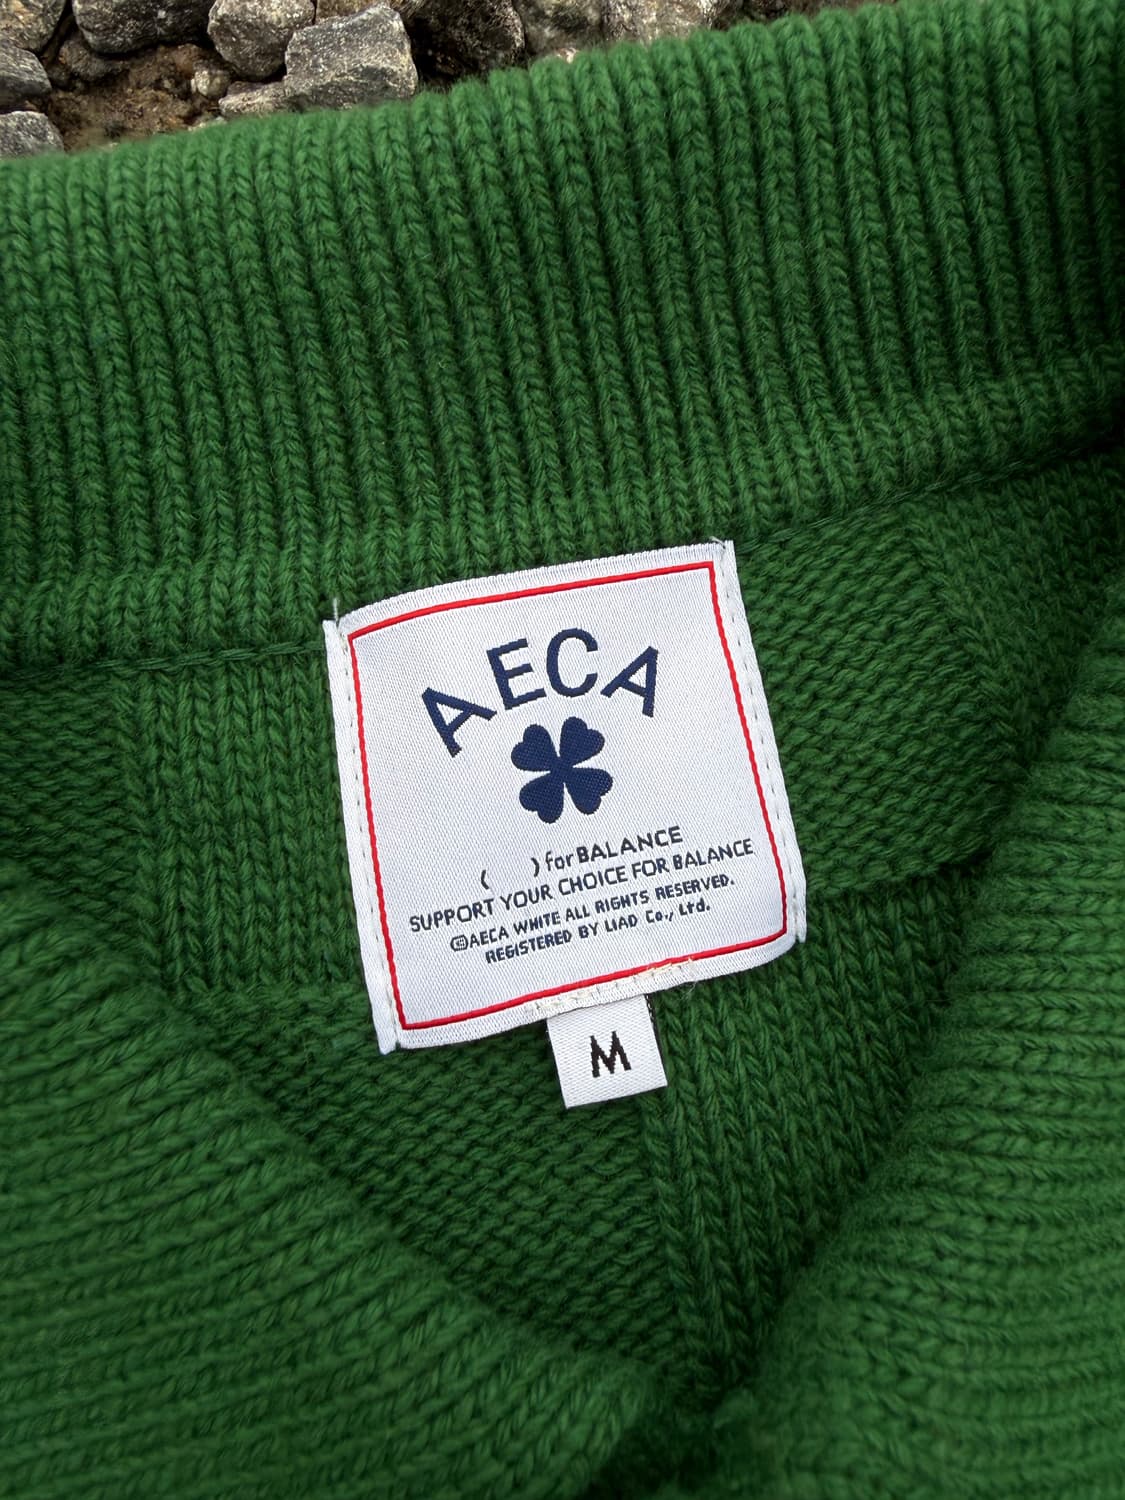 AECA
( ) for BALANCE
SUPPORT YOUR CHOICE FOR BALANCE
©AECA WHITE ALL RIGHTS RESERVED.
REGISTERED BY LIAD Co., Ltd.
M